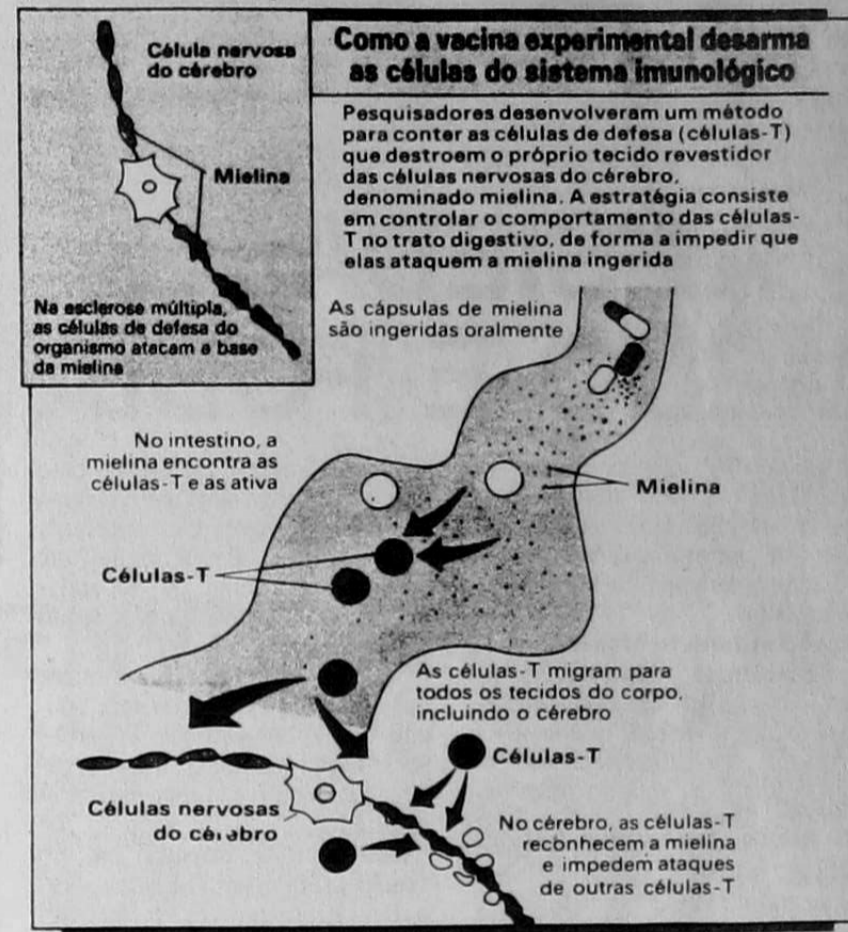 Célula nervosa
do cérebro
Mielina
Na esclerose múltipla,
as células de defesa do
organismo atacam a base
da mielina
Como a vacina experimental desarma
as células do sistema imunológico
Pesquisadores desenvolveram um método
para conter as células de defesa (células-T)
que destroem o próprio tecido revestidor
das células nervosas do cérebro,
denominado mielina. A estratégia consiste
em controlar o comportamento das células-
T no trato digestivo, de forma a impedir que
elas ataquem a mielina ingerida
As cápsulas de mielina
são ingeridas oralmente
No intestino, a
mielina encontra as
células-T e as ativa
Mielina
Células-T
As células-T migram para
todos os tecidos do corpo,
incluindo o cérebro
Células-T
Células nervosas
do cérebro
No cérebro, as células-T
reconhecem a mielina
e impedem ataques
de outras células-T